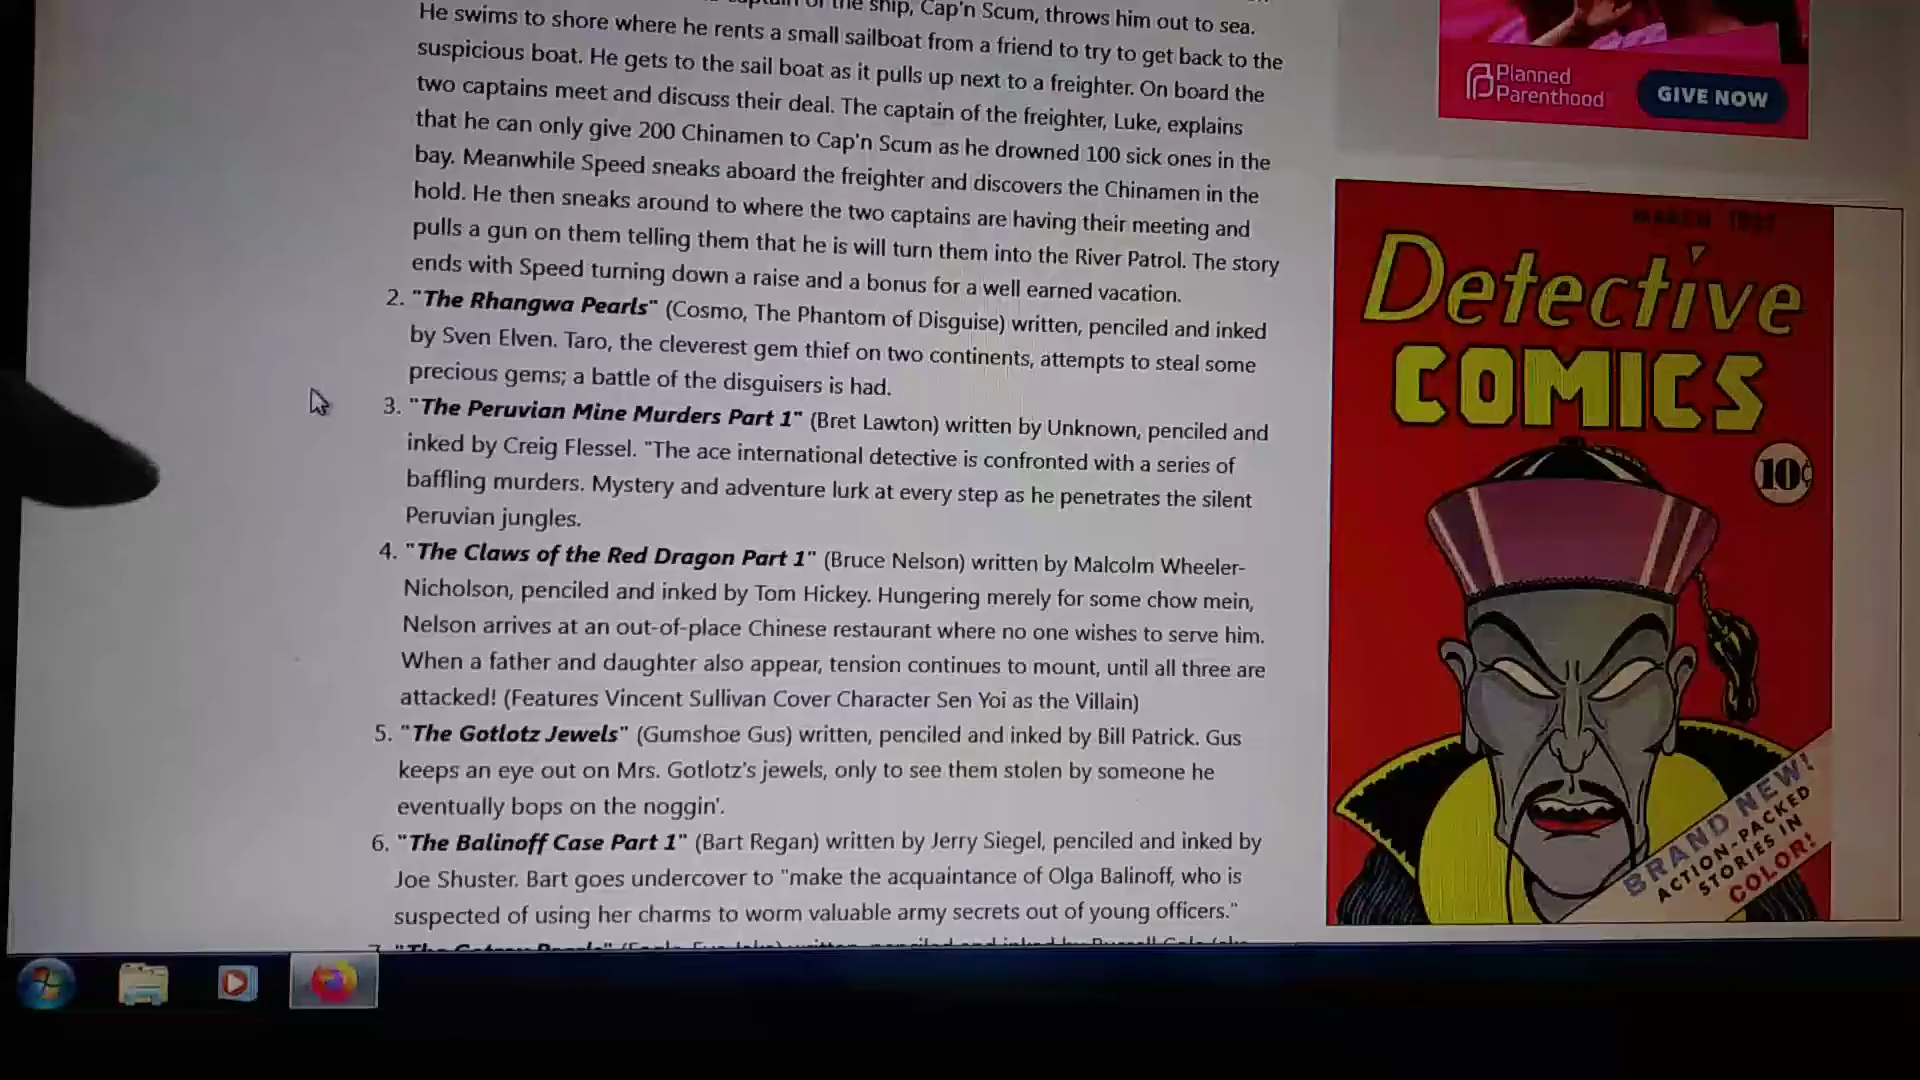 of the ship, Cap'n Scum, throws him out to sea.
He swims to shore where he rents a small sailboat from a friend to try to get back to the
suspicious boat. He gets to the sail boat as it pulls up next to a freighter. On board the
two captains meet and discuss their deal. The captain of the freighter, Luke, explains
that he can only give 200 Chinamen to Cap'n Scum as he drowned 100 sick ones in the
bay. Meanwhile Speed sneaks aboard the freighter and discovers the Chinamen in the
hold. He then sneaks around to where the two captains are having their meeting and
pulls a gun on them telling them that he is will turn them into the River Patrol. The story
ends with Speed turning down a raise and a bonus for a well earned vacation.
2. "The Rhangwa Pearls" (Cosmo, The Phantom of Disguise) written, penciled and inked
by Sven Elven. Taro, the cleverest gem thief on two continents, attempts to steal some
precious gems; a battle of the disguisers is had.
3. "The Peruvian Mine Murders Part 1" (Bret Lawton) written by Unknown, penciled and
inked by Creig Flessel. "The ace international detective is confronted with a series of
baffling murders. Mystery and adventure lurk at every step as he penetrates the silent
Peruvian jungles.
4. "The Claws of the Red Dragon Part 1" (Bruce Nelson) written by Malcolm Wheeler-
Nicholson, penciled and inked by Tom Hickey. Hungering merely for some chow mein,
Nelson arrives at an out-of-place Chinese restaurant where no one wishes to serve him.
When a father and daughter also appear, tension continues to mount, until all three are
attacked! (Features Vincent Sullivan Cover Character Sen Yoi as the Villain)
5. "The Gotlotz Jewels" (Gumshoe Gus) written, penciled and inked by Bill Patrick. Gus
keeps an eye out on Mrs. Gotlotz's jewels, only to see them stolen by someone he
eventually bops on the noggin'.
6. "The Balinoff Case Part 1" (Bart Regan) written by Jerry Siegel, penciled and inked by
Joe Shuster. Bart goes undercover to "make the acquaintance of Olga Balinoff, who is
suspected of using her charms to worm valuable army secrets out of young officers."
Planned
Parenthood
GIVE NOW
MARCH 1937
Detective
COMICS
10¢
BRAND NEW!
ACTION-PACKED
STORIES IN
COLOR!